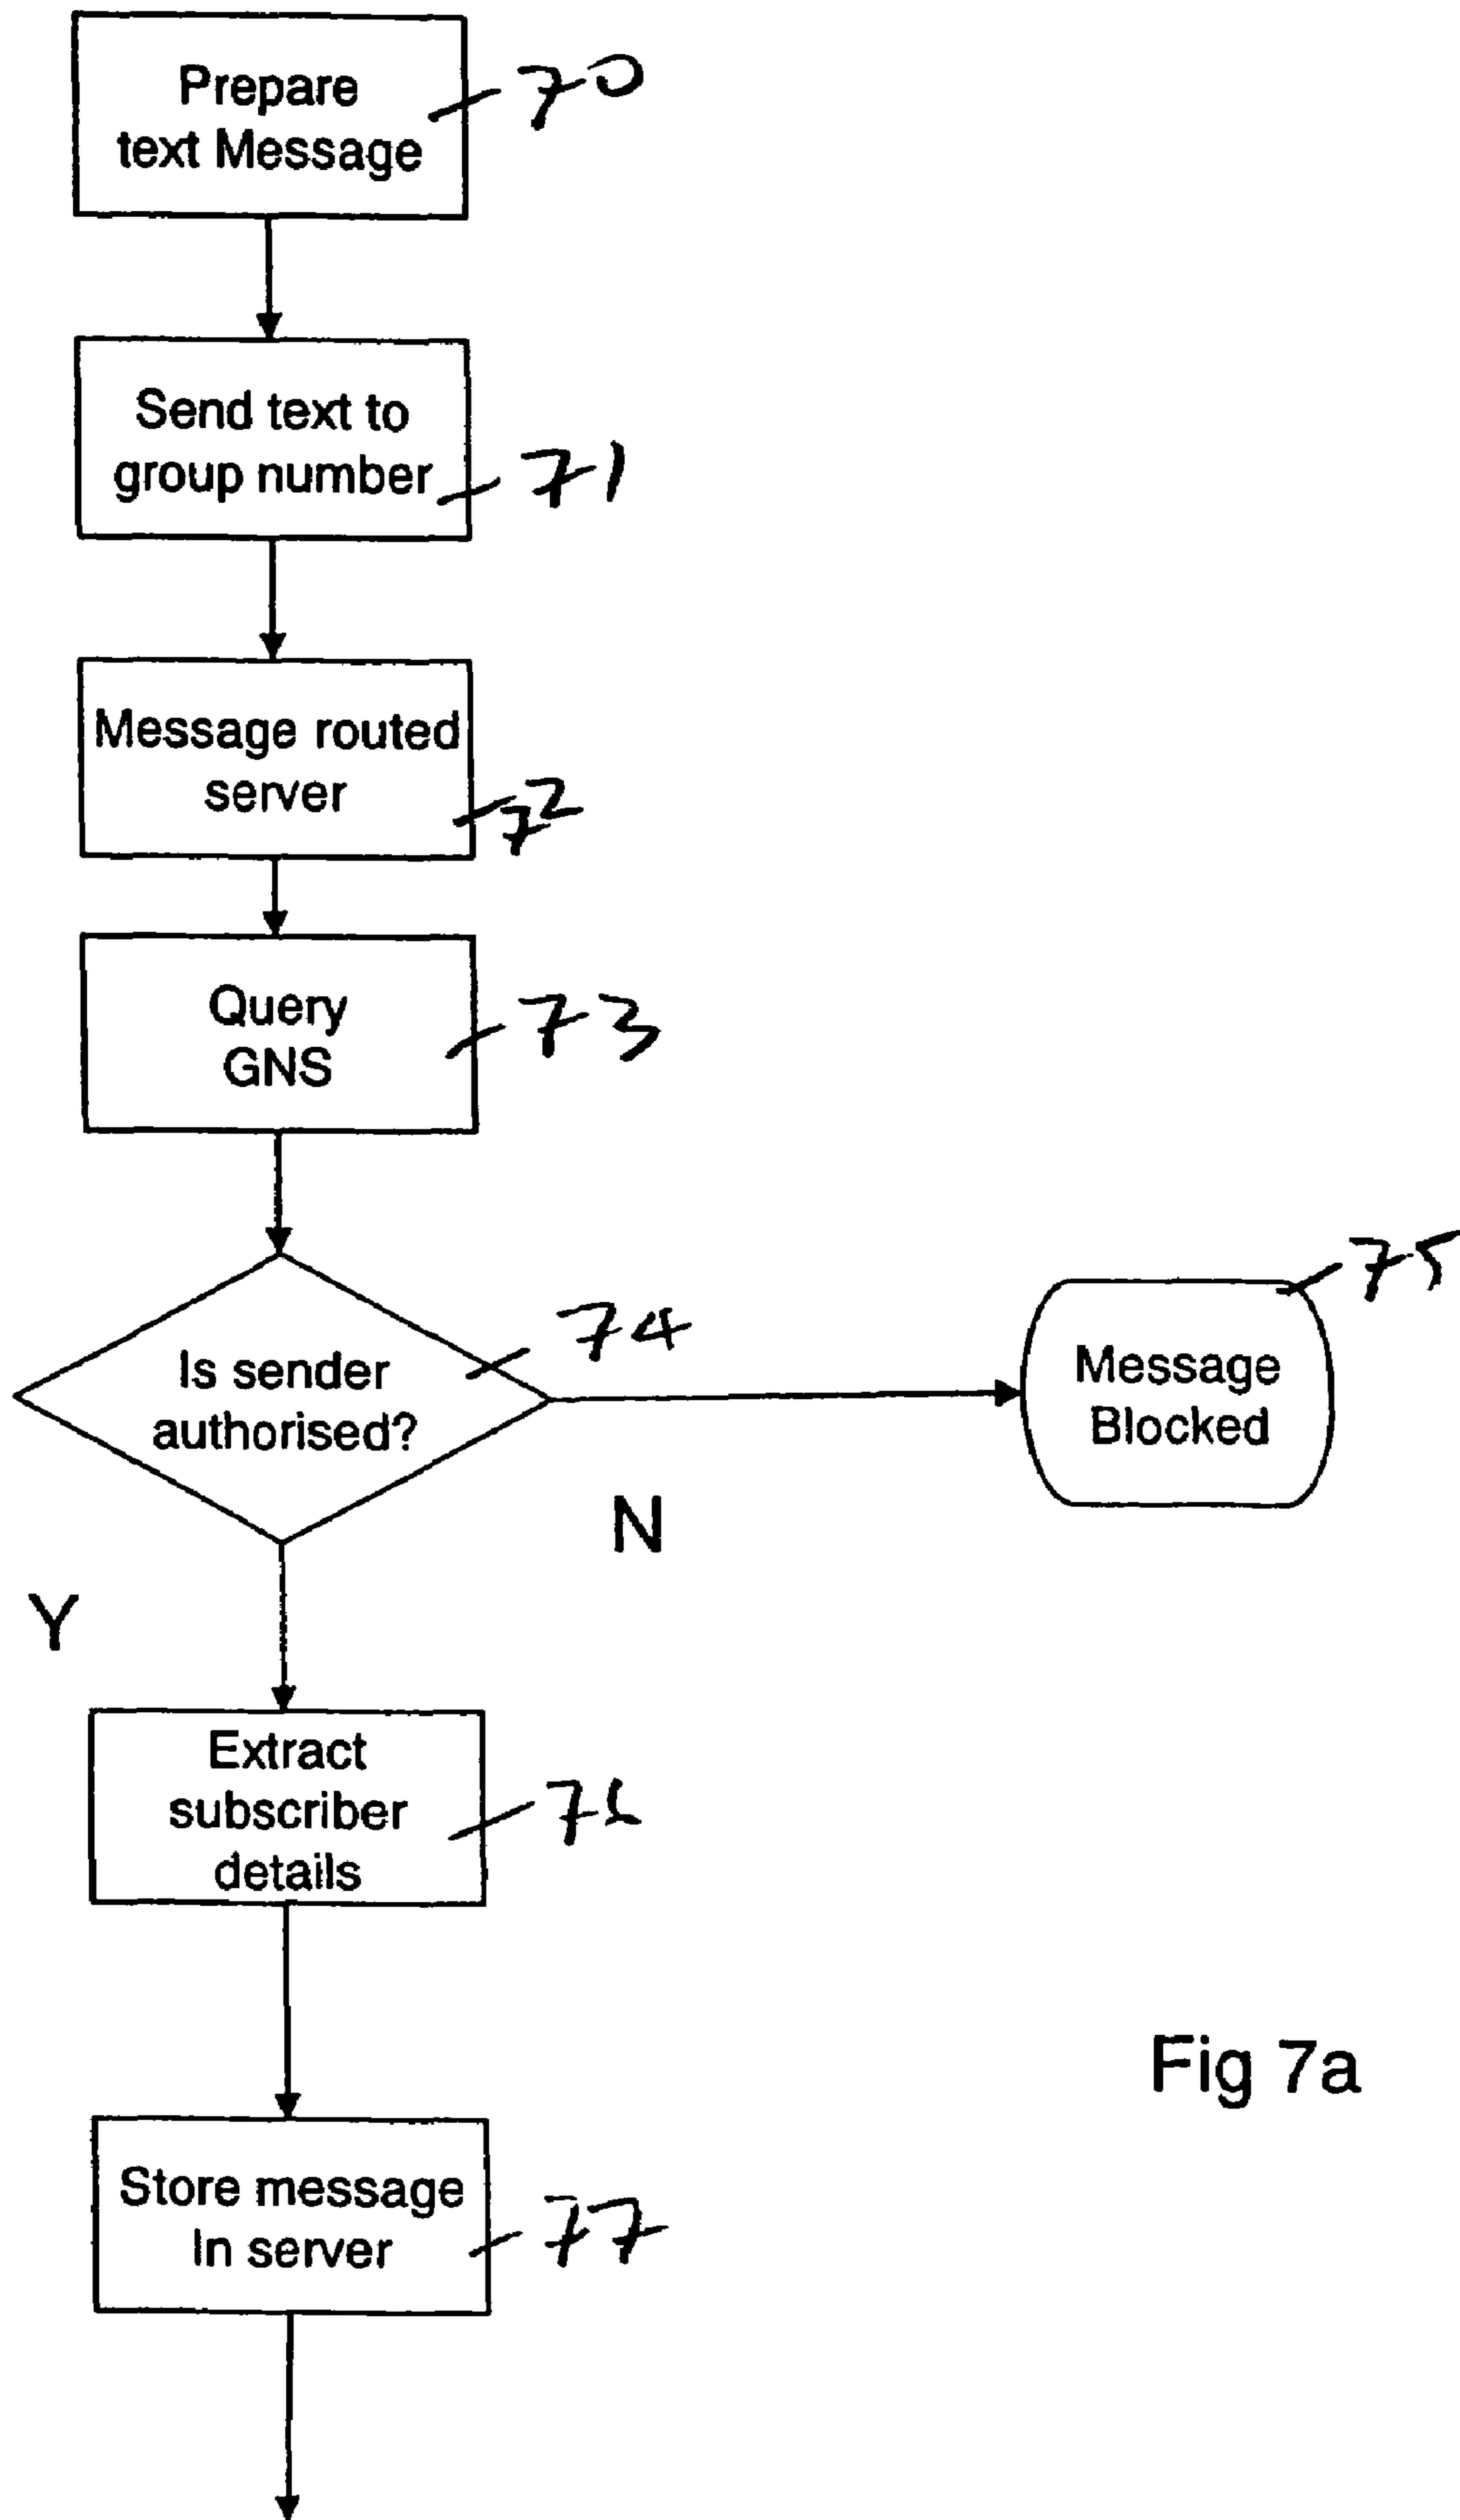 Prepare
text Message
70
Send text to
group number
71
Message routed
server
72
Query
GNS
73
Is sender
authorised?
74
75
Message
Blocked
N
Y
Extract
subscriber
details
76
Fig 7a
Store message
In server
77